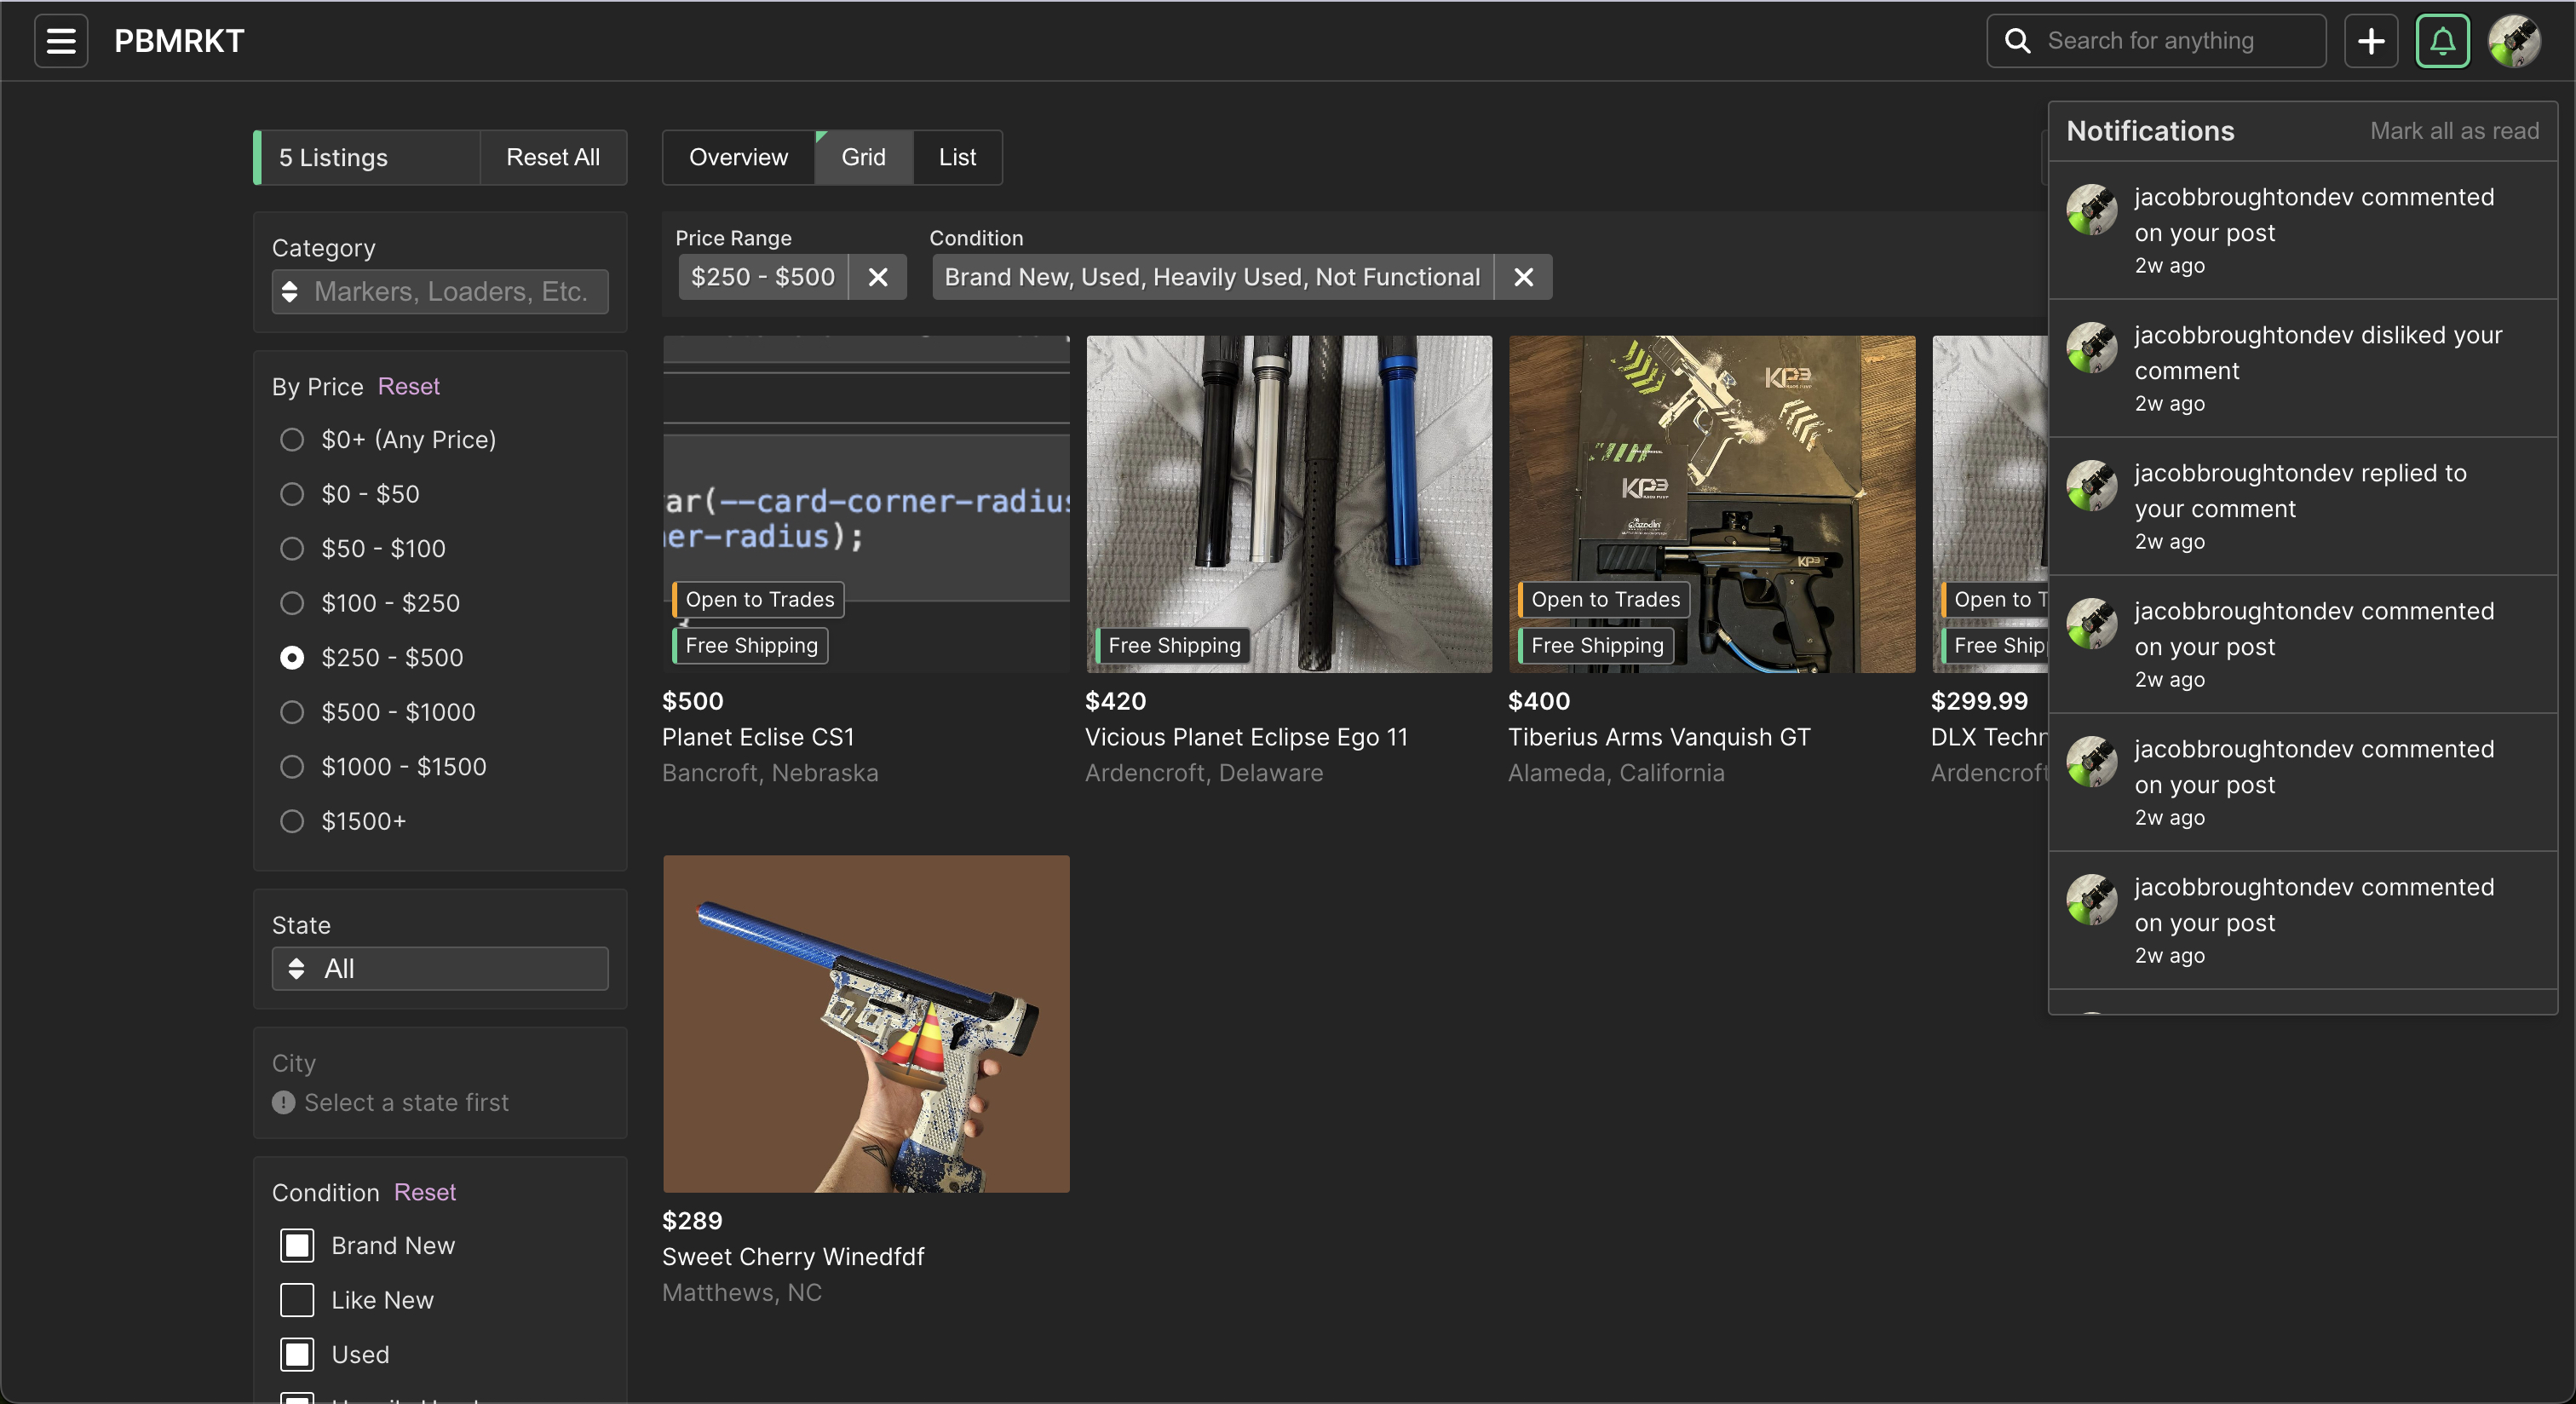 PBMRKT
Search for anything
5 Listings
Reset All
Overview
Grid
List
Category
Markers, Loaders, Etc.
By Price Reset
$0+ (Any Price)
$0 - $50
$50 - $100
$100 - $250
$250 - $500
$500 - $1000
$1000 - $1500
$1500+
State
All
City
Select a state first
Condition Reset
Brand New
Like New
Used
Price Range
$250 - $500
Condition
Brand New, Used, Heavily Used, Not Functional
ar(--card-corner-radius
er-radius);
Open to Trades
Free Shipping
$500
Planet Eclise CS1
Bancroft, Nebraska
Free Shipping
$420
Vicious Planet Eclipse Ego 11
Ardencroft, Delaware
KP3
KP3
KP3
Open to Trades
Free Shipping
$400
Tiberius Arms Vanquish GT
Alameda, California
Open to T
Free Ship
$299.99
DLX Techn
Ardencroft
$289
Sweet Cherry Winedfdf
Matthews, NC
Notifications
Mark all as read
jacobbroughtondev commented
on your post
2w ago
jacobbroughtondev disliked your
comment
2w ago
jacobbroughtondev replied to
your comment
2w ago
jacobbroughtondev commented
on your post
2w ago
jacobbroughtondev commented
on your post
2w ago
jacobbroughtondev commented
on your post
2w ago